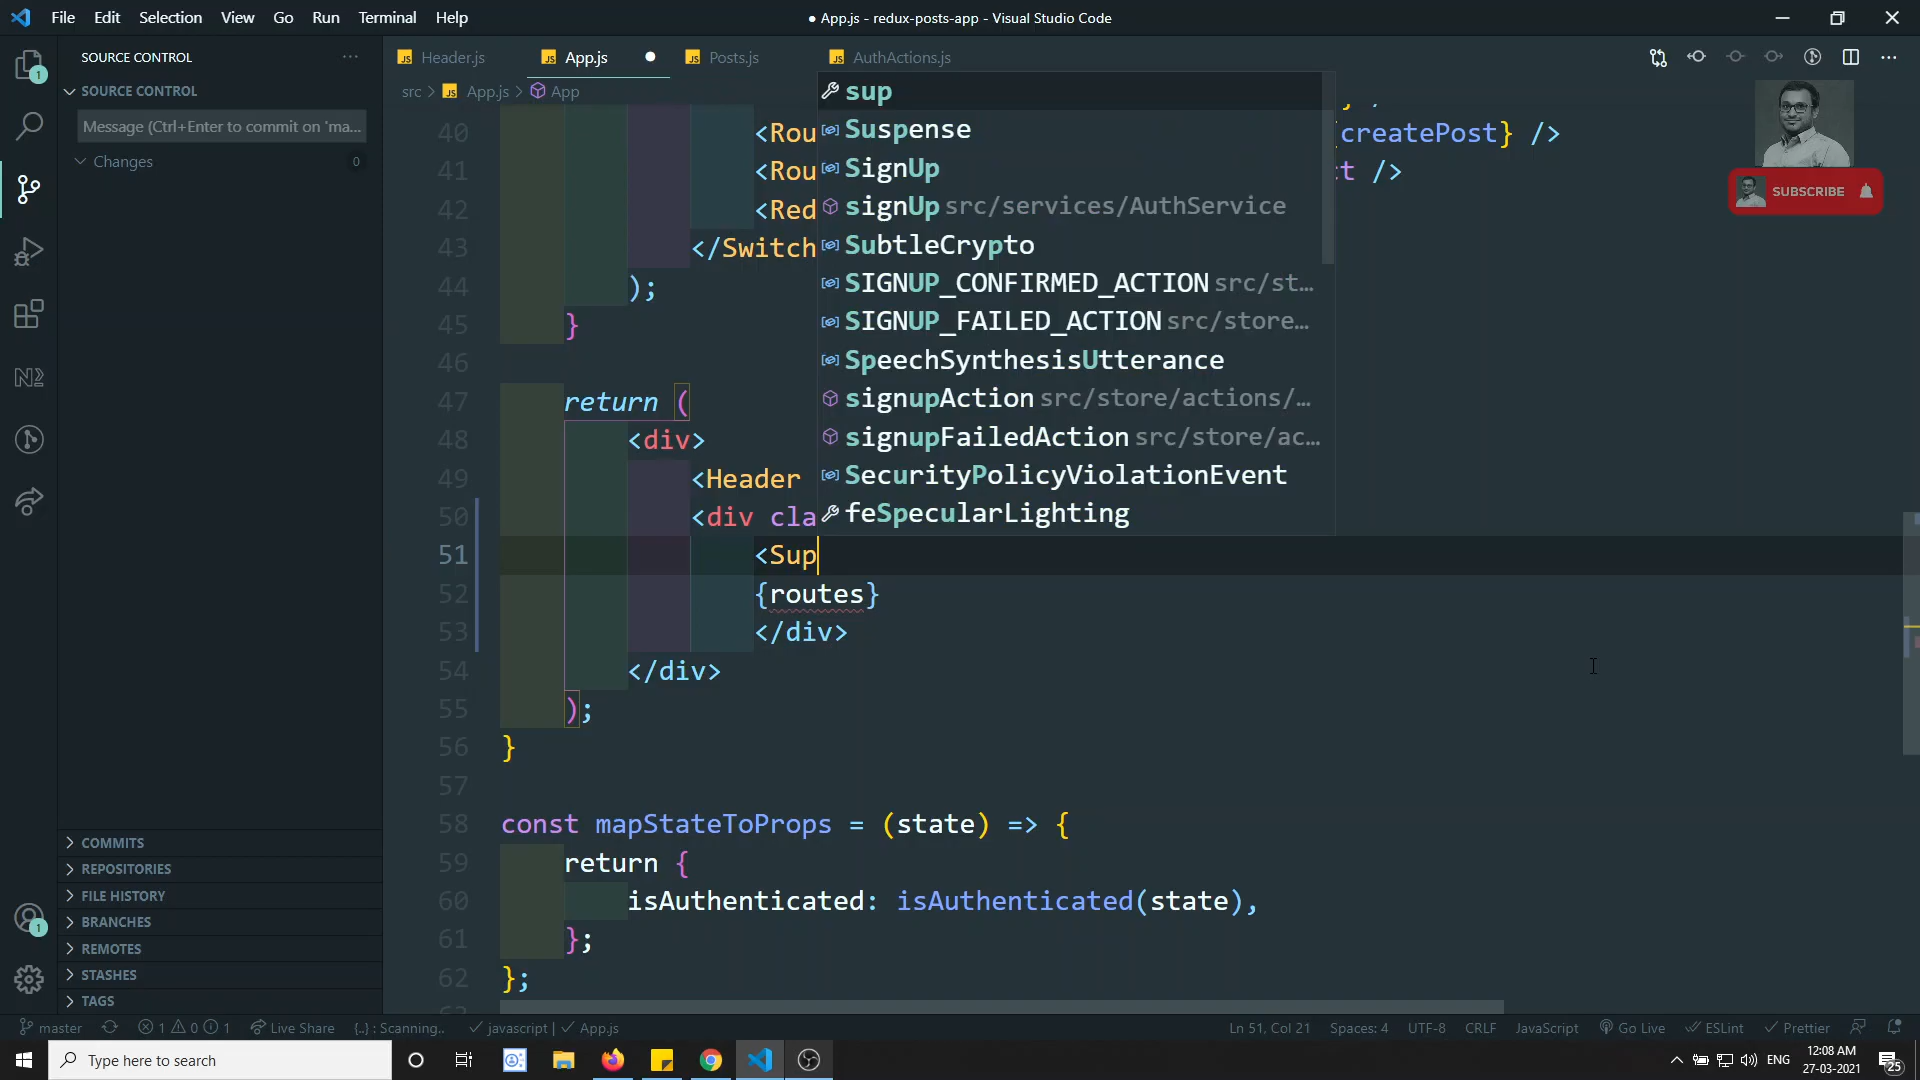 File Edit Selection View Go Run Terminal Help
● App.js - redux-posts-app - Visual Studio Code
SOURCE CONTROL ···
JS Header.js
JS App.js ●
JS Posts.js
JS AuthActions.js
SOURCE CONTROL
Message (Ctrl+Enter to commit on 'ma...
Changes 0
1
src > JS App.js > App
sup
Suspense
SignUp
signUp src/services/AuthService
SubtleCrypto
SIGNUP_CONFIRMED_ACTION src/st...
SIGNUP_FAILED_ACTION src/store...
SpeechSynthesisUtterance
signupAction src/store/actions/...
signupFailedAction src/store/ac...
SecurityPolicyViolationEvent
feSpecularLighting
SUBSCRIBE
40 <Rou createPost} />
41 <Rou t />
42 <Red
43 </Switch
44 );
45 }
46
47 return (
48 <div>
49 <Header
50 <div cla
51 <Sup
52 {routes}
53 </div>
54 </div>
55 );
56 }
57
58 const mapStateToProps = (state) => {
59 return {
60 isAuthenticated: isAuthenticated(state),
61 };
62 };
COMMITS
REPOSITORIES
FILE HISTORY
BRANCHES
REMOTES
STASHES
TAGS
1
master 1 0 1 Live Share {..} : Scanning.. javascript | App.js
Ln 51, Col 21 Spaces: 4 UTF-8 CRLF JavaScript Go Live ESLint Prettier
Type here to search
ENG
12:08 AM
27-03-2021
25